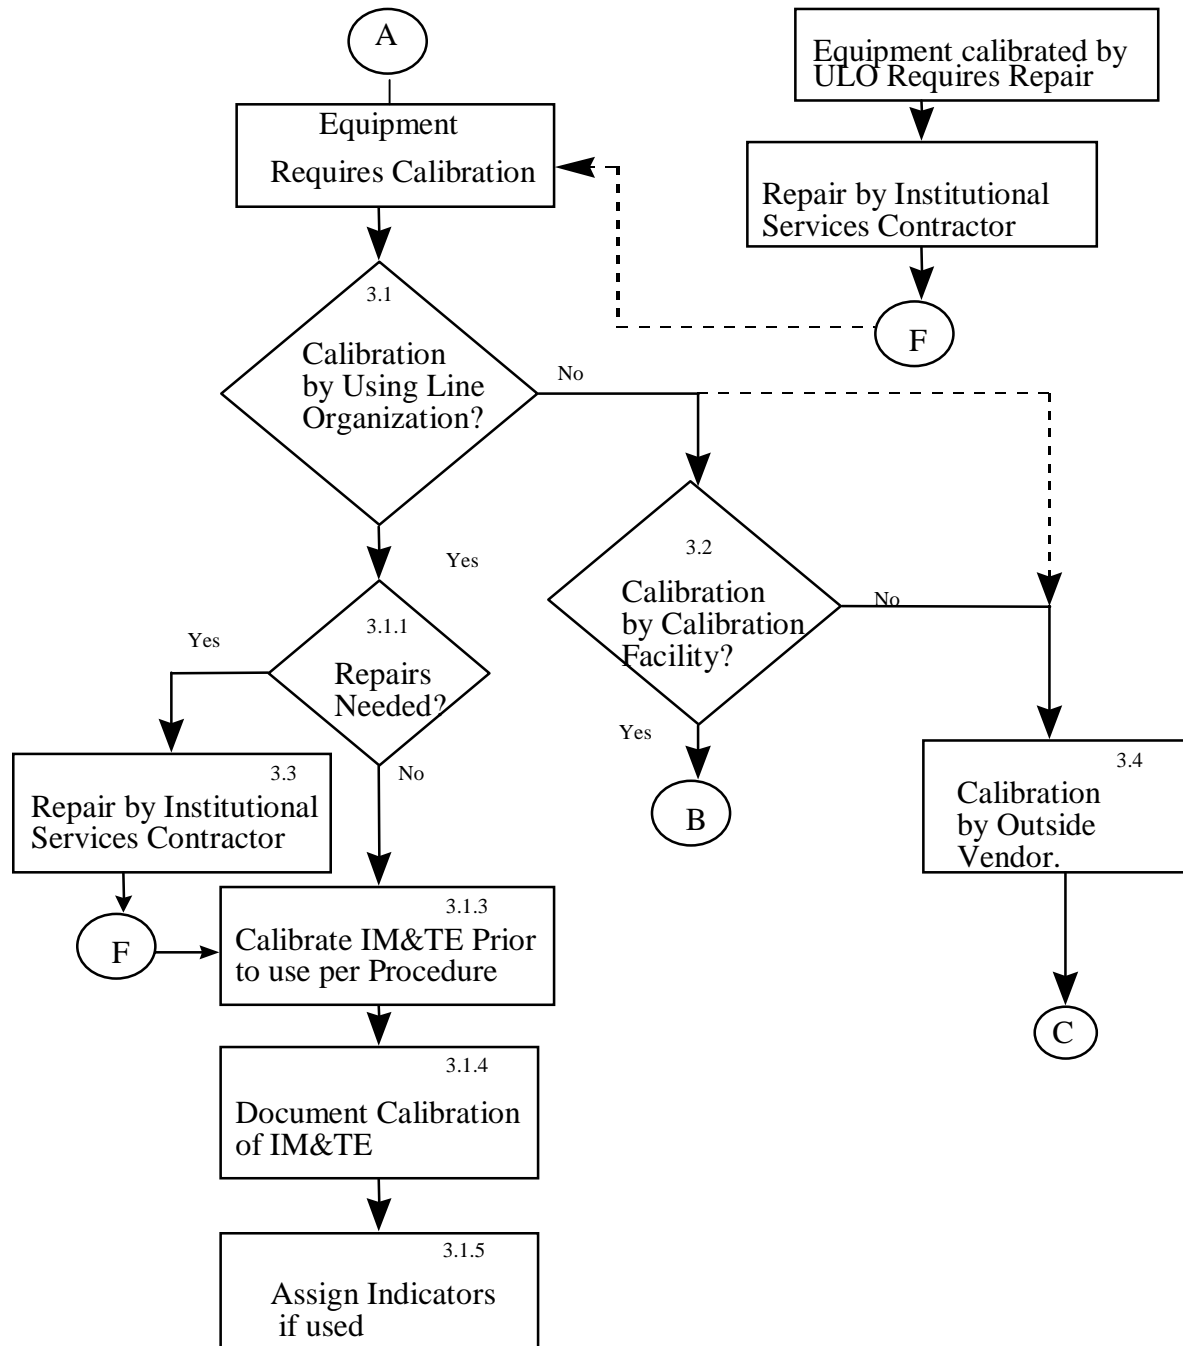 A
Equipment
Requires Calibration
Equipment calibrated by
ULO Requires Repair
Repair by Institutional
Services Contractor
F
3.1
Calibration
by Using Line
Organization?
No
Yes
3.2
Calibration
by Calibration
Facility?
No
Yes
B
3.1.1
Repairs
Needed?
Yes
No
3.3
Repair by Institutional
Services Contractor
F
3.4
Calibration
by Outside
Vendor.
C
3.1.3
Calibrate IM&TE Prior
to use per Procedure
3.1.4
Document Calibration
of IM&TE
3.1.5
Assign Indicators
if used